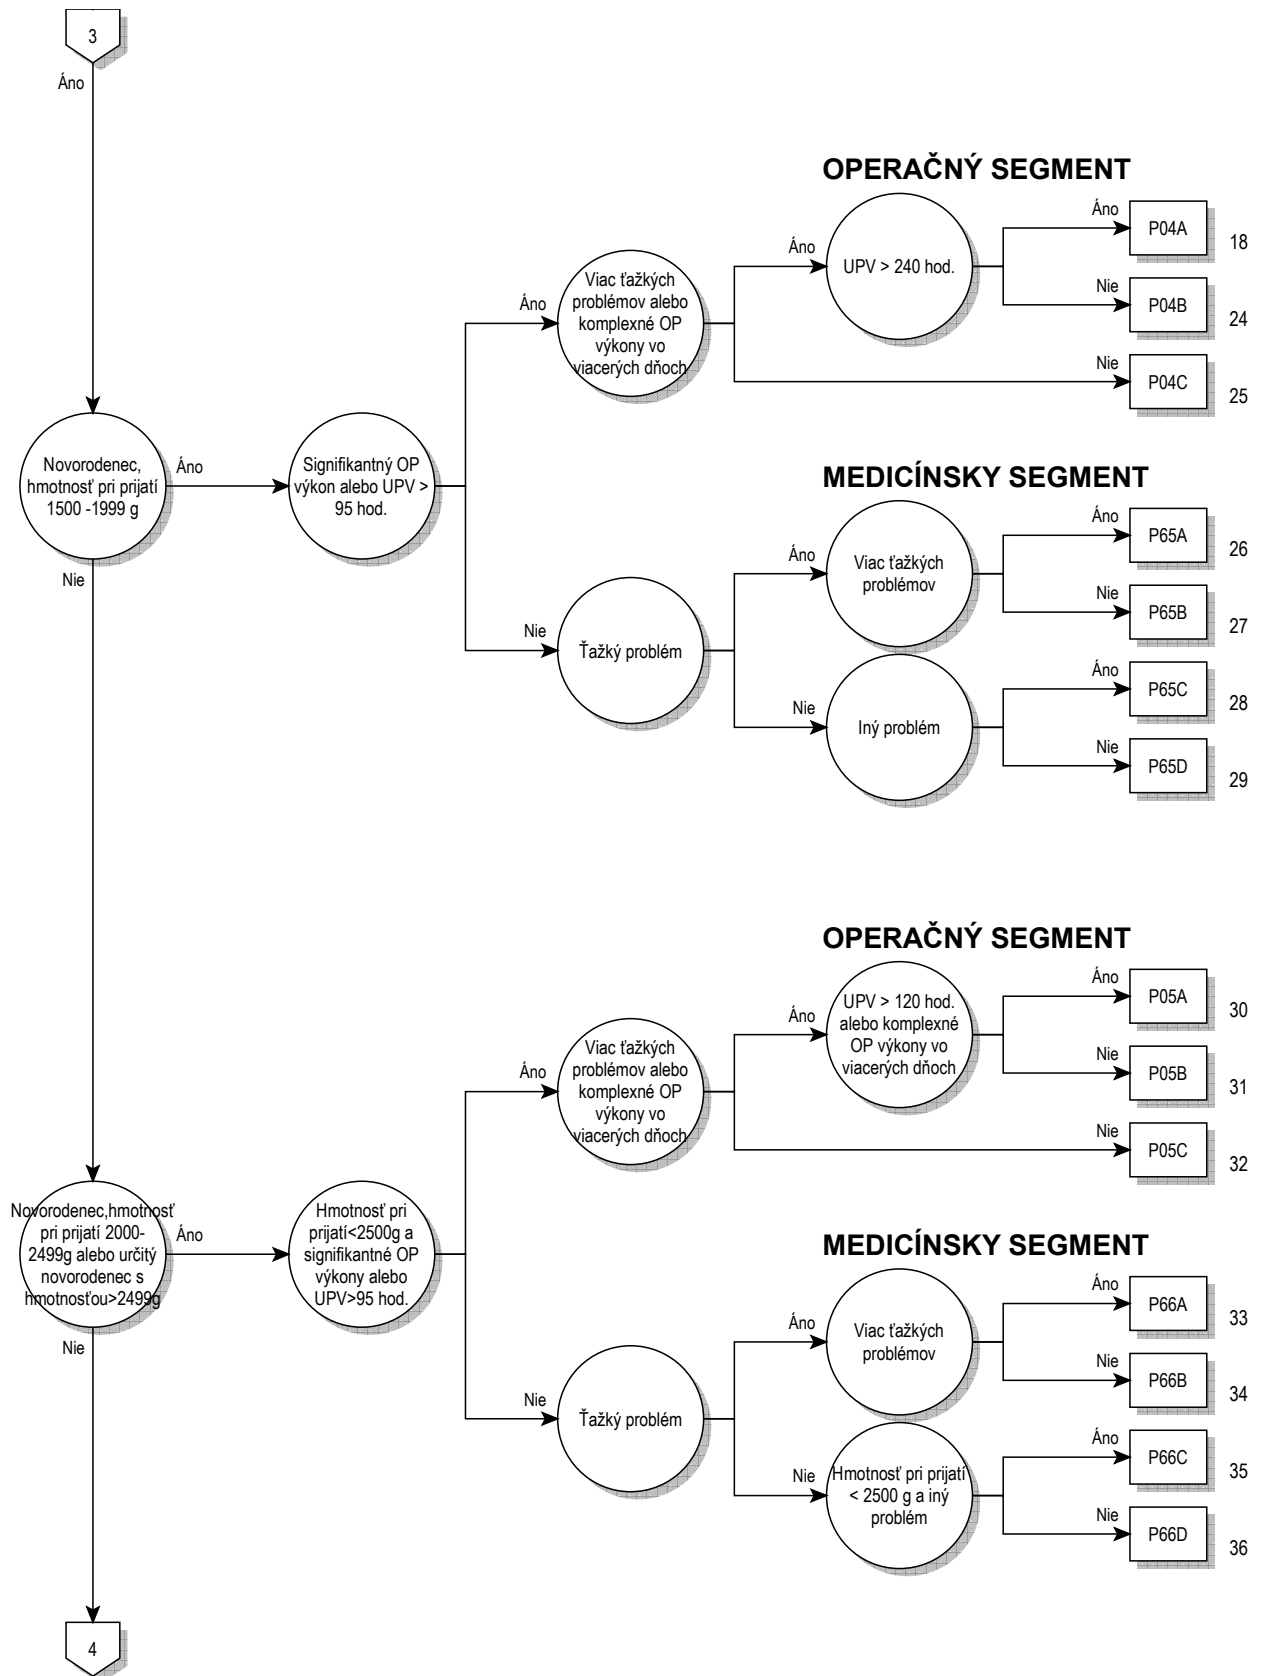 3
Áno
OPERAČNÝ SEGMENT
Viac ťažkých
problémov alebo
komplexné OP
výkony vo
viacerých dňoch
Áno
Áno
UPV > 240 hod.
Áno
P04A
18
Nie
P04B
24
Nie
P04C
25
Novorodenec,
hmotnosť pri prijatí
1500 -1999 g
Áno
Nie
Signifikantný OP
výkon alebo UPV >
95 hod.
MEDICÍNSKY SEGMENT
Nie
Ťažký problém
Áno
Viac ťažkých
problémov
Áno
P65A
26
Nie
P65B
27
Nie
Iný problém
Áno
P65C
28
Nie
P65D
29
OPERAČNÝ SEGMENT
Áno
Viac ťažkých
problémov alebo
komplexné OP
výkony vo
viacerých dňoch
Áno
UPV > 120 hod.
alebo komplexné
OP výkony vo
viacerých dňoch
Áno
P05A
30
Nie
P05B
31
Nie
P05C
32
Novorodenec,hmotnosť
pri prijatí 2000-
2499g alebo určitý
novorodenec s
hmotnosťou>2499g
Áno
Nie
Hmotnosť pri
prijatí<2500g a
signifikantné OP
výkony alebo
UPV>95 hod.
MEDICÍNSKY SEGMENT
Nie
Ťažký problém
Áno
Viac ťažkých
problémov
Áno
P66A
33
Nie
P66B
34
Nie
Hmotnosť pri prijatí
< 2500 g a iný
problém
Áno
P66C
35
Nie
P66D
36
4